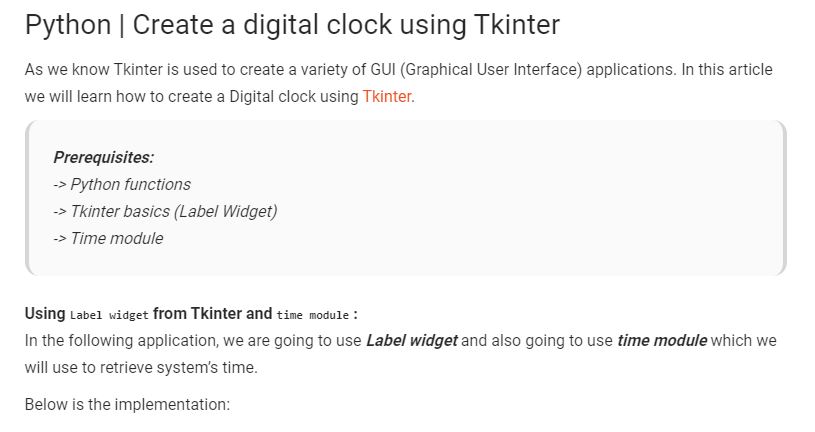 Python | Create a digital clock using Tkinter
As we know Tkinter is used to create a variety of GUI (Graphical User Interface) applications. In this article
we will learn how to create a Digital clock using Tkinter.
Prerequisites:
-> Python functions
-> Tkinter basics (Label Widget)
-> Time module
Using Label widget from Tkinter and time module :
In the following application, we are going to use Label widget and also going to use time module which we
will use to retrieve system's time.
Below is the implementation: